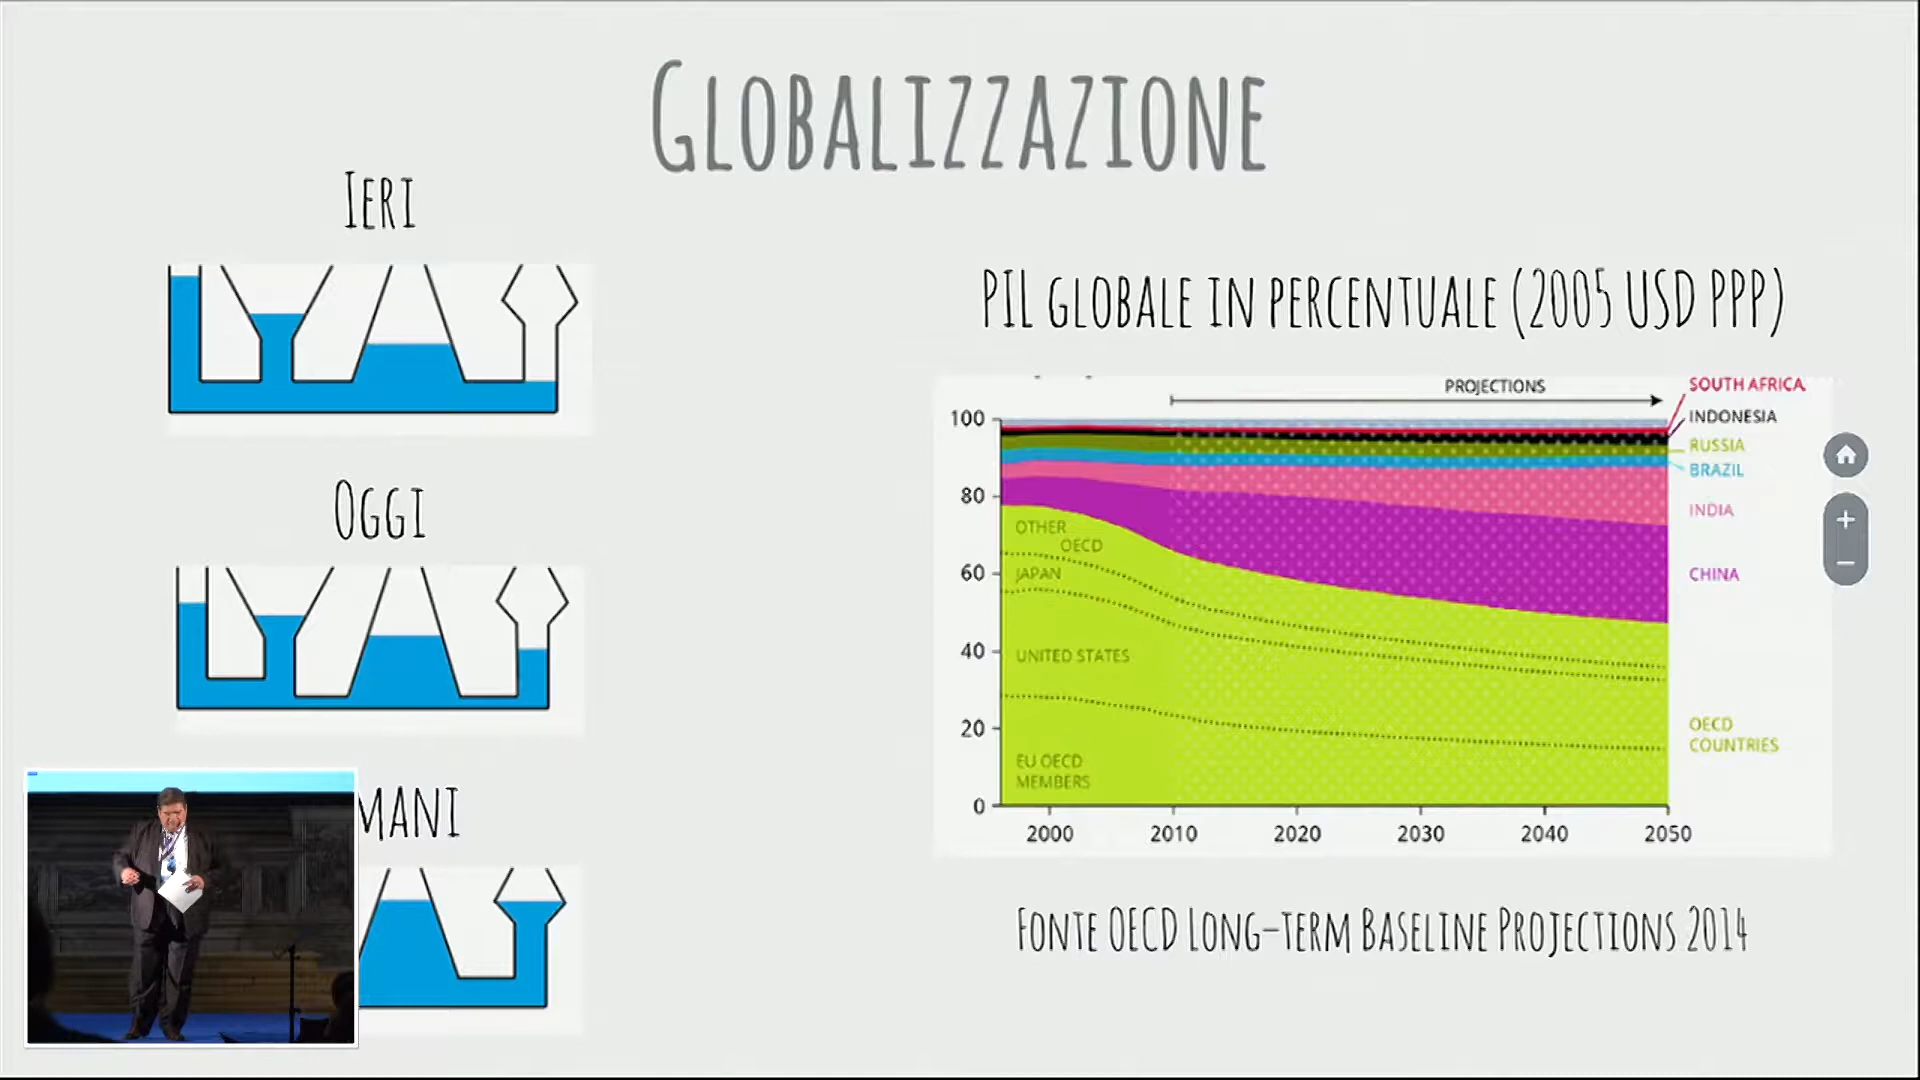 GLOBALIZZAZIONE
IERI
OGGI
MANI
PIL GLOBALE IN PERCENTUALE (2005 USD PPP)
PROJECTIONS
SOUTH AFRICA
INDONESIA
RUSSIA
BRAZIL
INDIA
CHINA
OECD
COUNTRIES
100
80
60
40
20
0
OTHER
OECD
JAPAN
UNITED STATES
EU OECD
MEMBERS
2000 2010 2020 2030 2040 2050
FONTE OECD LONG-TERM BASELINE PROJECTIONS 2014